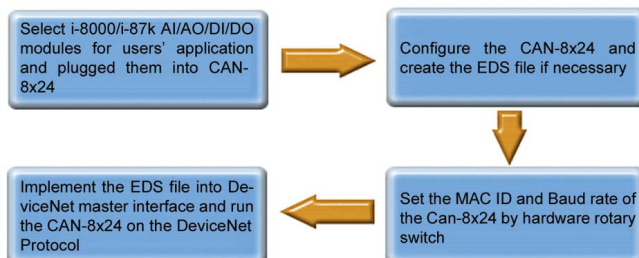 Select i-8000/i-87k AI/AO/DI/DO
modules for users' application
and plugged them into CAN-
8x24
Configure the CAN-8x24 and
create the EDS file if necessary
Set the MAC ID and Baud rate of
the Can-8x24 by hardware rotary
switch
Implement the EDS file into De-
viceNet master interface and run
the CAN-8x24 on the DeviceNet
Protocol